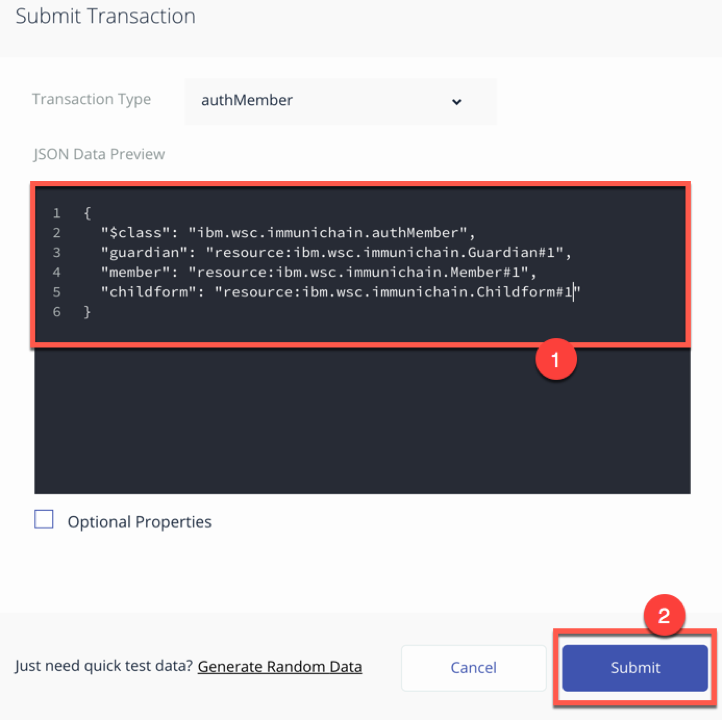 Submit Transaction
Transaction Type authMember
JSON Data Preview
1 {
2 "$class": "ibm.wsc.immunichain.authMember",
3 "guardian": "resource:ibm.wsc.immunichain.Guardian#1",
4 "member": "resource:ibm.wsc.immunichain.Member#1",
5 "childform": "resource:ibm.wsc.immunichain.Childform#1"
6 }
1
Optional Properties
2
Just need quick test data? Generate Random Data Cancel Submit